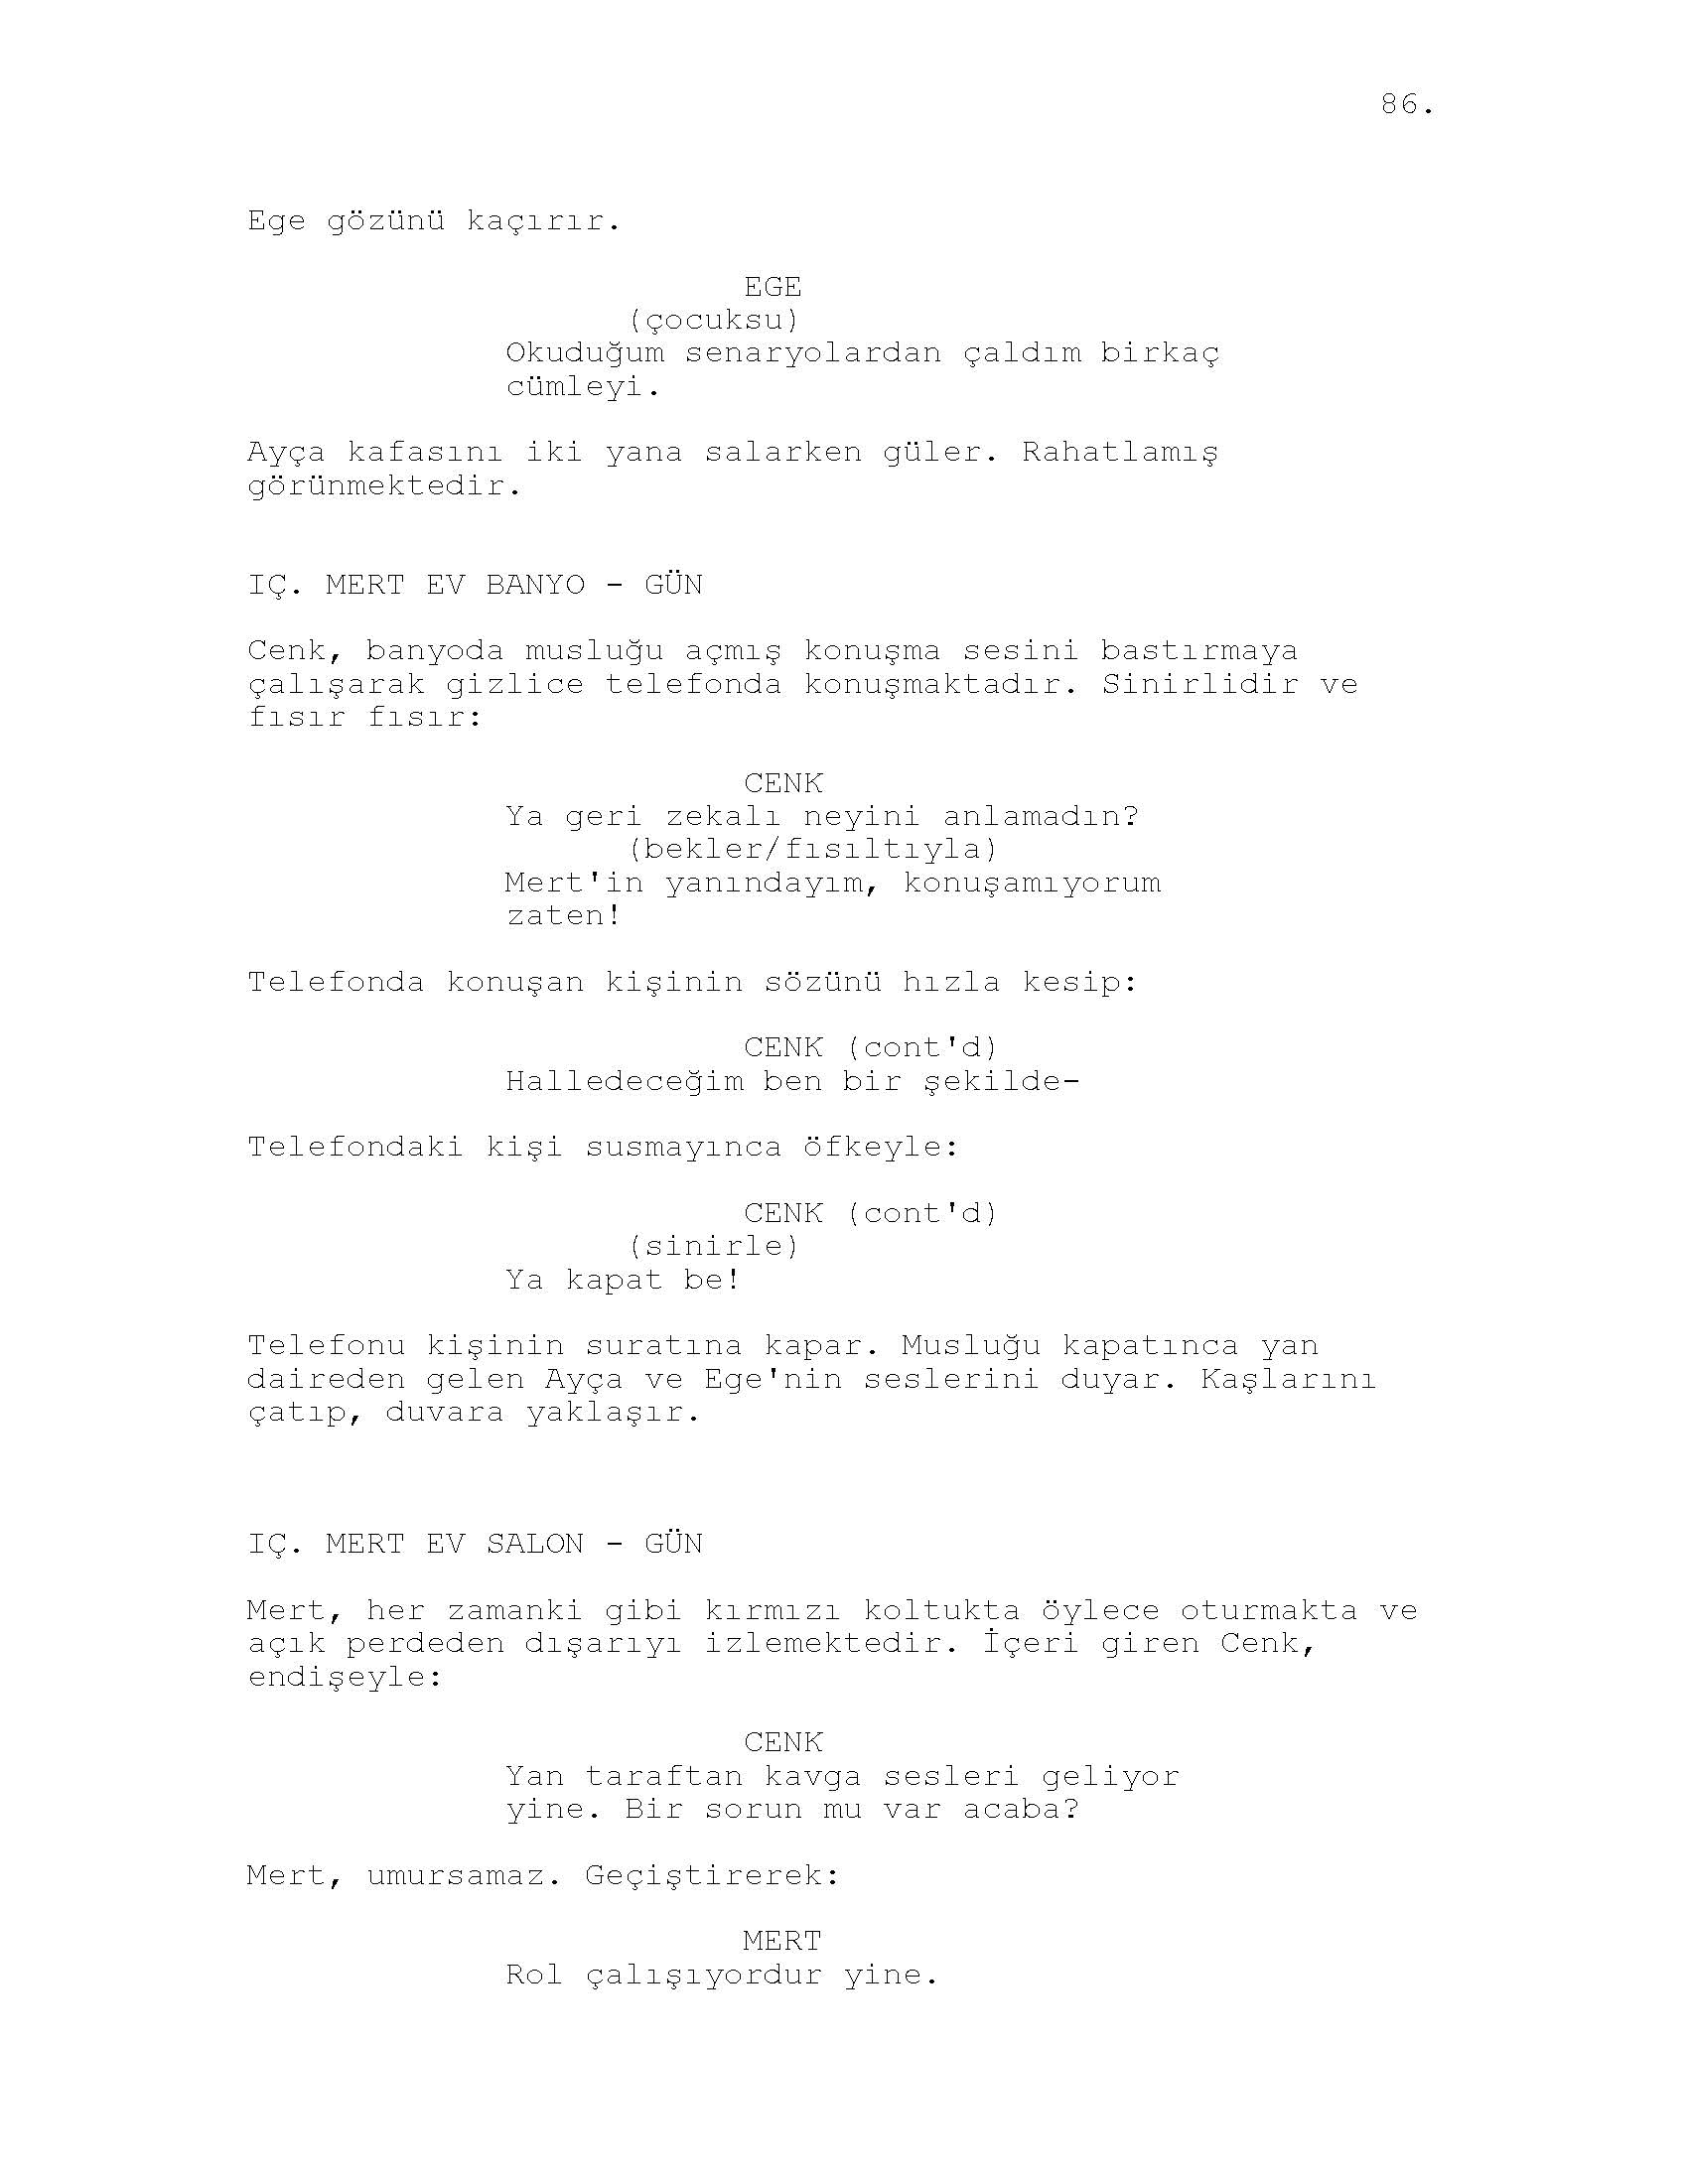 86.
Ege gözünü kaçırır.
EGE
(çocuksu)
Okuduğum senaryolardan çaldım birkaç
cümleyi.
Ayça kafasını iki yana salarken güler. Rahatlamış
görünmektedir.
IÇ. MERT EV BANYO - GÜN
Cenk, banyoda musluğu açmış konuşma sesini bastırmaya
çalışarak gizlice telefonda konuşmaktadır. Sinirlidir ve
fısır fısır:
CENK
Ya geri zekalı neyini anlamadın?
(bekler/fısıltıyla)
Mert'in yanındayım, konuşamıyorum
zaten!
Telefonda konuşan kişinin sözünü hızla kesip:
CENK (cont'd)
Halledeceğim ben bir şekilde-
Telefondaki kişi susmayınca öfkeyle:
CENK (cont'd)
(sinirle)
Ya kapat be!
Telefonu kişinin suratına kapar. Musluğu kapatınca yan
daireden gelen Ayça ve Ege'nin seslerini duyar. Kaşlarını
çatıp, duvara yaklaşır.
IÇ. MERT EV SALON - GÜN
Mert, her zamanki gibi kırmızı koltukta öylece oturmakta ve
açık perdeden dışarıyı izlemektedir. İçeri giren Cenk,
endişeyle:
CENK
Yan taraftan kavga sesleri geliyor
yine. Bir sorun mu var acaba?
Mert, umursamaz. Geçiştirerek:
MERT
Rol çalışıyordur yine.